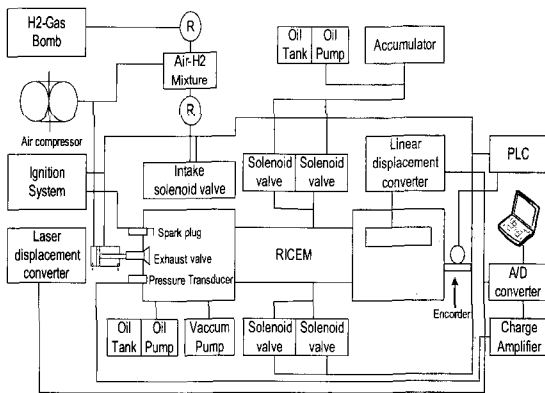 H2-Gas
Bomb
R
Air-H2
Mixture
R
Air compressor
Oil
Tank
Oil
Pump
Accumulator
Ignition
System
Intake
solenoid valve
Solenoid
valve
Solenoid
valve
Linear
displacement
converter
PLC
Laser
displacement
converter
Spark plug
Exhaust valve
Pressure Transducer
RICEM
Encorder
A/D
converter
Charge
Amplifier
Oil
Tank
Oil
Pump
Vaccum
Pump
Solenoid
valve
Solenoid
valve